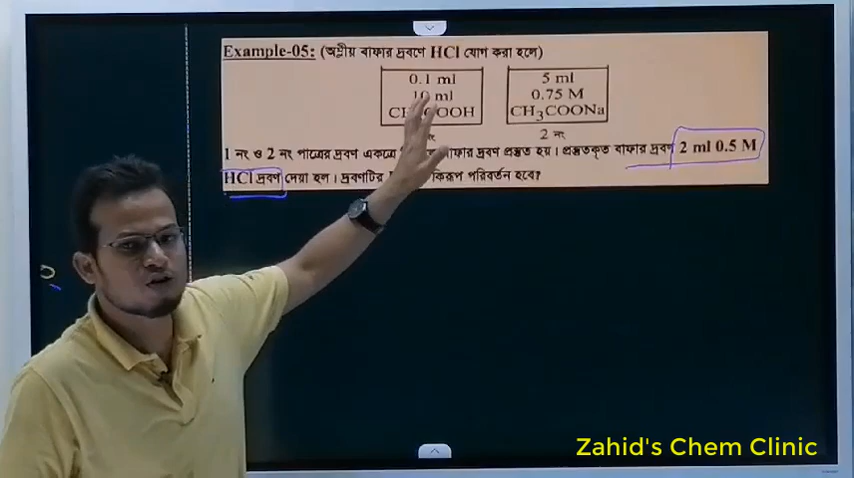 Example-05: (অম্লীয় বাফার দ্রবণে HCl যোগ করা হলে)
0.1 ml 5 ml
10 ml 0.75 M
CH₃COONa
2 নং
1 নং ও 2 নং পাত্রের দ্রবণ একত্রে বাফার দ্রবণ প্রস্তুত হয়। প্রস্তুতকৃত বাফার দ্রবণ 2 ml 0.5 M
HCl দ্রবণ দেয়া হল। দ্রবণটির কিরূপ পরিবর্তন হবে?
Zahid's Chem Clinic